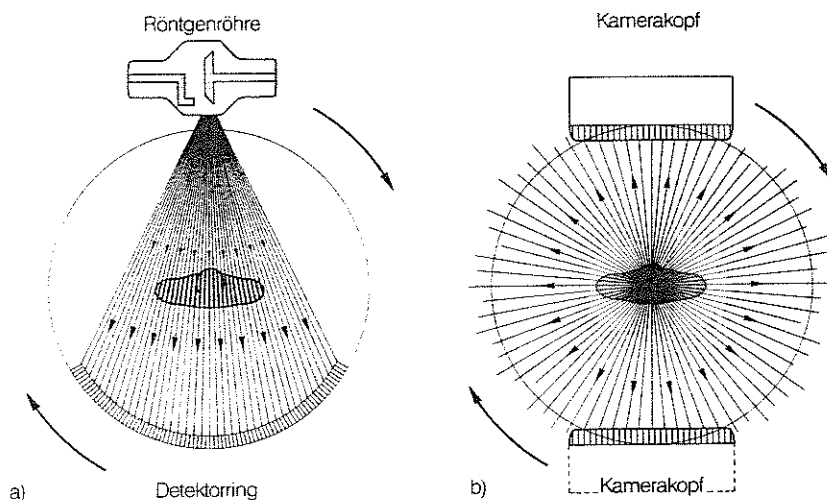 Röntgenröhre
Kamerakopf
a)
Detektorring
b)
Kamerakopf